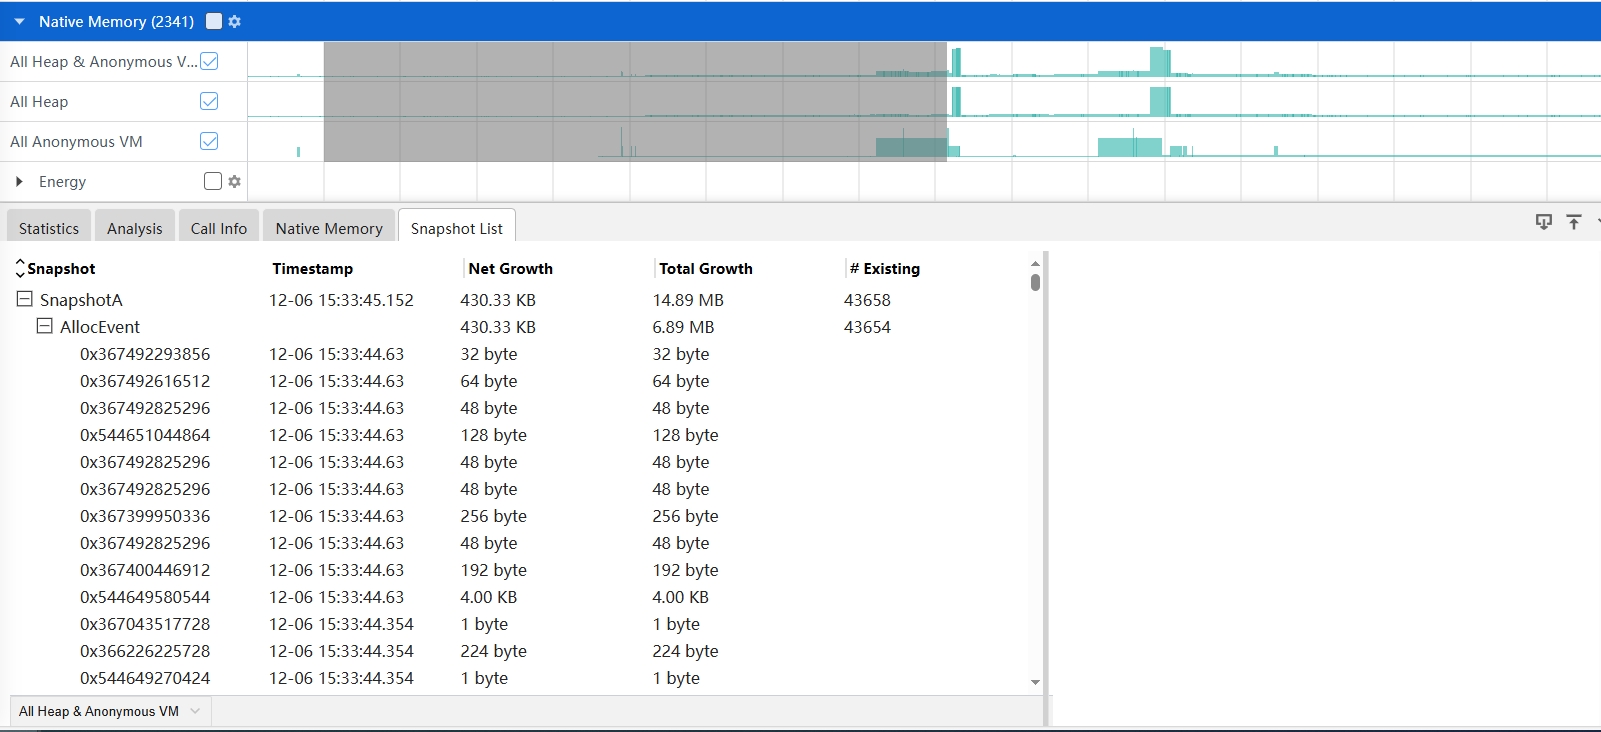 Native Memory (2341)
All Heap & Anonymous V...
All Heap
All Anonymous VM
Energy
Statistics Analysis Call Info Native Memory Snapshot List
Snapshot Timestamp Net Growth Total Growth # Existing
SnapshotA 12-06 15:33:45.152 430.33 KB 14.89 MB 43658
AllocEvent 430.33 KB 6.89 MB 43654
0x367492293856 12-06 15:33:44.63 32 byte 32 byte
0x367492616512 12-06 15:33:44.63 64 byte 64 byte
0x367492825296 12-06 15:33:44.63 48 byte 48 byte
0x544651044864 12-06 15:33:44.63 128 byte 128 byte
0x367492825296 12-06 15:33:44.63 48 byte 48 byte
0x367492825296 12-06 15:33:44.63 48 byte 48 byte
0x367399950336 12-06 15:33:44.63 256 byte 256 byte
0x367492825296 12-06 15:33:44.63 48 byte 48 byte
0x367400446912 12-06 15:33:44.63 192 byte 192 byte
0x544649580544 12-06 15:33:44.63 4.00 KB 4.00 KB
0x367043517728 12-06 15:33:44.354 1 byte 1 byte
0x366226225728 12-06 15:33:44.354 224 byte 224 byte
0x544649270424 12-06 15:33:44.354 1 byte 1 byte
All Heap & Anonymous VM